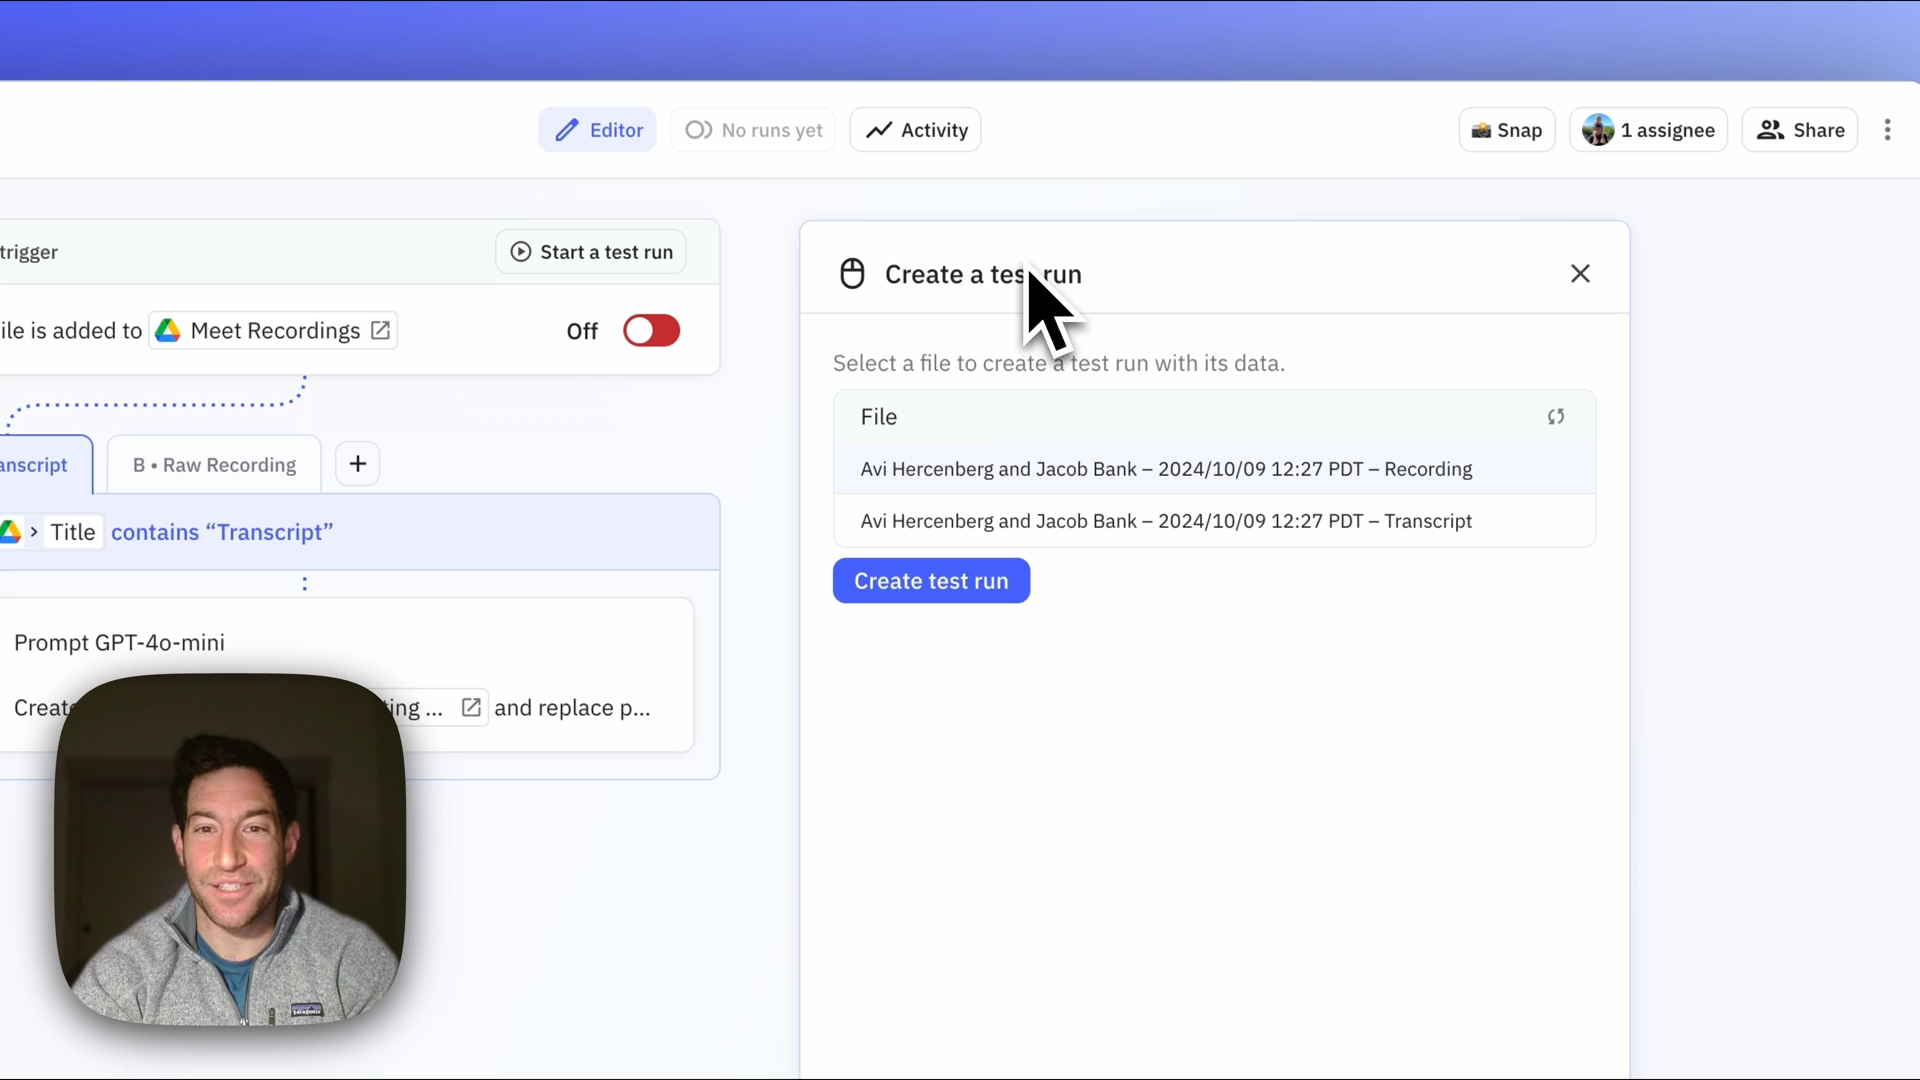 Editor
No runs yet
Activity
Snap
1 assignee
Share
trigger
Start a test run
ile is added to Meet Recordings
Off
anscript
B • Raw Recording
+
> Title contains “Transcript”
Prompt GPT-4o-mini
Creat
ing ... and replace p...
Create a test run
Select a file to create a test run with its data.
File
Avi Hercenberg and Jacob Bank – 2024/10/09 12:27 PDT – Recording
Avi Hercenberg and Jacob Bank – 2024/10/09 12:27 PDT – Transcript
Create test run
patagonia